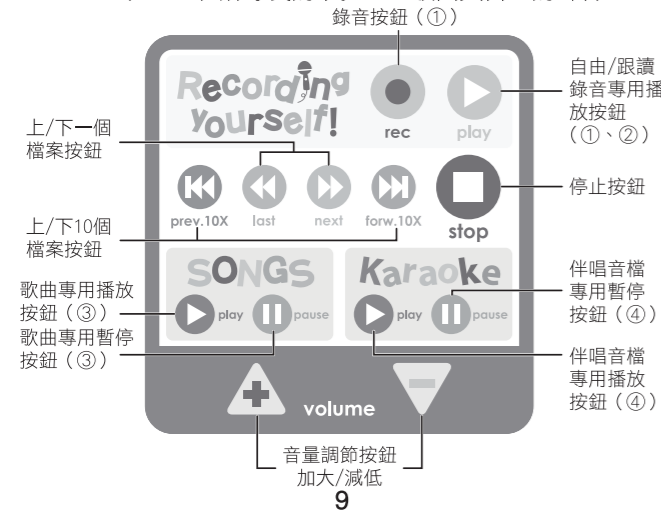 錄音按鈕（①）
自由/跟讀
錄音專用播
放按鈕
（①、②）
Recording
yourself!
rec
play
上/下一個
檔案按鈕
停止按鈕
prev.10X
last
next
forw.10X
stop
上/下10個
檔案按鈕
SONGS
Karaoke
伴唱音檔
專用暫停
按鈕（④）
歌曲專用播放
按鈕（③）
play
pause
play
pause
歌曲專用暫停
按鈕（③）
伴唱音檔
專用播放
按鈕（④）
volume
音量調節按鈕
加大/減低
9